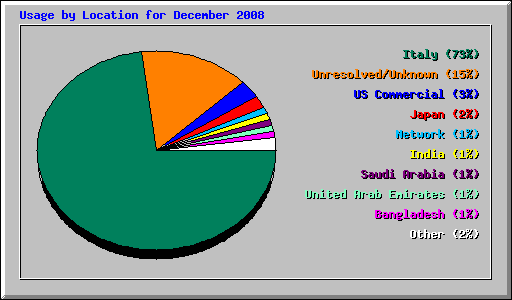 Usage by Location for December 2008
Italy (73%)
Unresolved/Unknown (15%)
US Commercial (3%)
Japan (2%)
Network (1%)
India (1%)
Saudi Arabia (1%)
United Arab Emirates (1%)
Bangladesh (1%)
Other (2%)